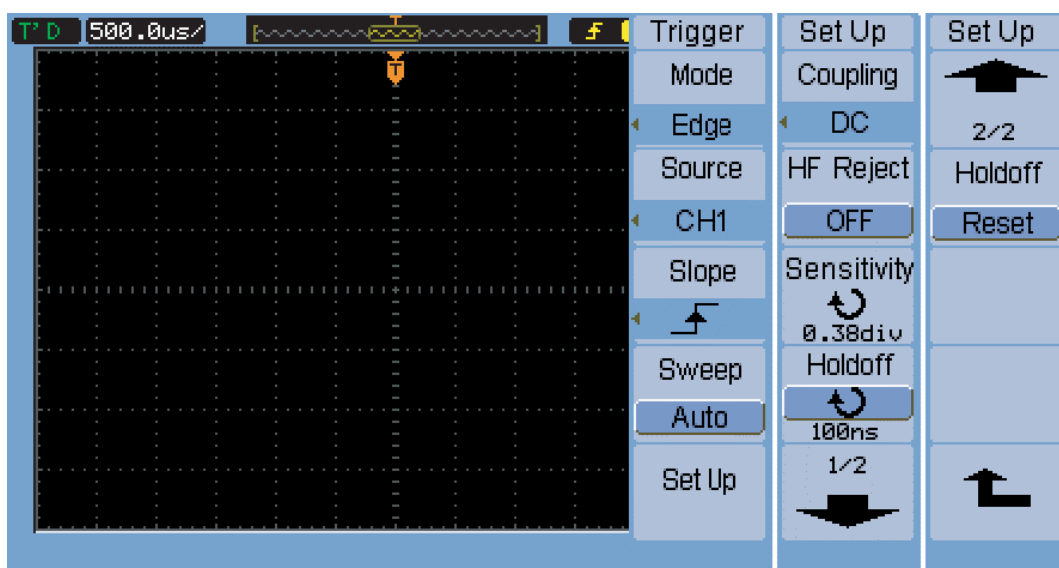 T'D 500.0us/
T
T
Trigger
Mode
Edge
Source
CH1
Slope
Sweep
Auto
Set Up
Set Up
Coupling
DC
HF Reject
OFF
Sensitivity
0.38div
Holdoff
100ns
1/2
Set Up
2/2
Holdoff
Reset